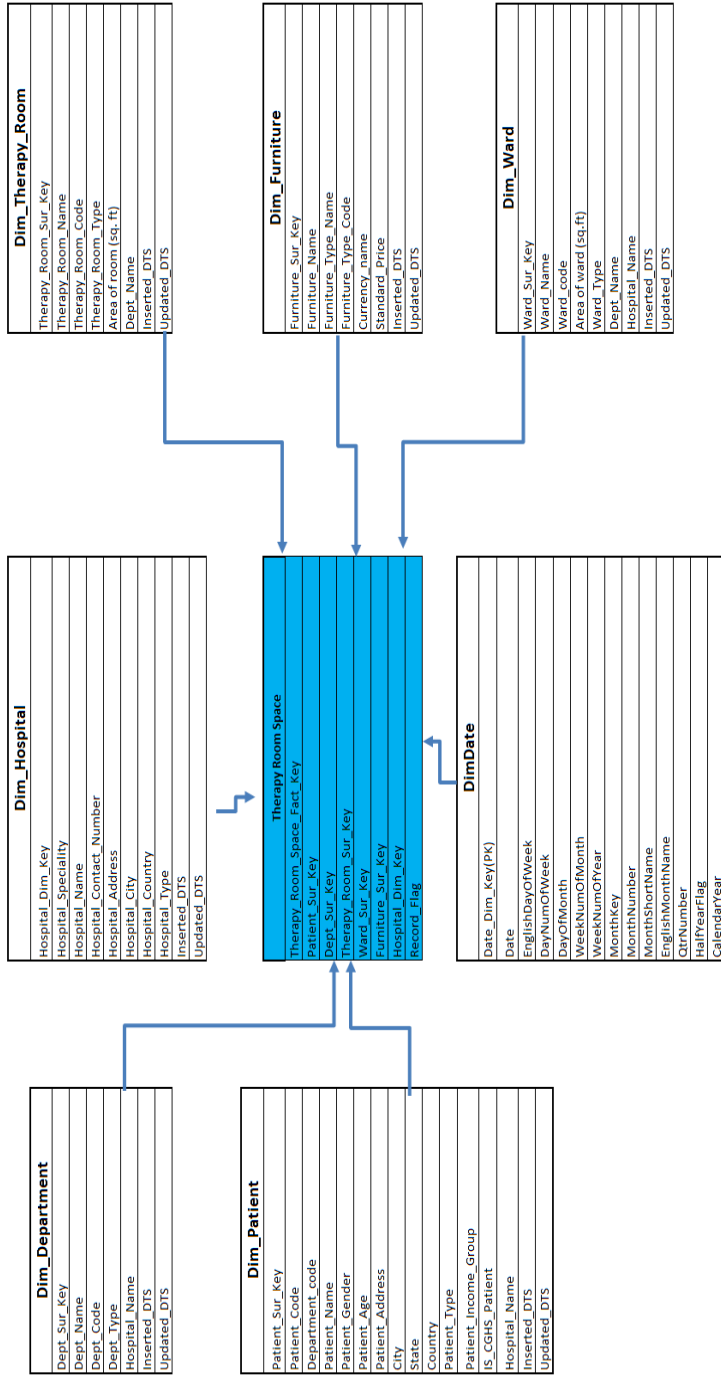 Dim_Department
Dept_Sur_Key
Dept_Name
Dept_Code
Dept_Type
Hospital_Name
Inserted_DTS
Updated_DTS
Dim_Patient
Patient_Sur_Key
Patient_Code
Department_code
Patient_Name
Patient_Gender
Patient_Age
Patient_Address
City
State
Country
Patient_Type
Patient_Income_Group
IS_CGHS_Patient
Hospital_Name
Inserted_DTS
Updated_DTS
Dim_Hospital
Hospital_Dim_Key
Hospital_Speciality
Hospital_Name
Hospital_Contact_Number
Hospital_Address
Hospital_City
Hospital_Country
Hospital_Type
Inserted_DTS
Updated_DTS
Therapy Room Space
Therapy_Room_Space_Fact_Key
Patient_Sur_Key
Dept_Sur_Key
Therapy_Room_Sur_Key
Ward_Sur_Key
Furniture_Sur_Key
Hospital_Dim_Key
Record_Flag
DimDate
Date_Dim_Key(PK)
Date
EnglishDayOfWeek
DayNumOfWeek
DayOfMonth
WeekNumOfMonth
WeekNumOfYear
MonthKey
MonthNumber
MonthShortName
EnglishMonthName
QtrNumber
HalfYearFlag
CalendarYear
Dim_Therapy_Room
Therapy_Room_Sur_Key
Therapy_Room_Name
Therapy_Room_Code
Therapy_Room_Type
Area of room (sq. ft)
Dept_Name
Inserted_DTS
Updated_DTS
Dim_Furniture
Furniture_Sur_Key
Furniture_Name
Furniture_Type_Name
Furniture_Type_Code
Currency_name
Standard_Price
Inserted_DTS
Updated_DTS
Dim_Ward
Ward_Sur_Key
Ward_Name
Ward_code
Area of ward (sq.ft)
Ward_Type
Dept_Name
Hospital_Name
Inserted_DTS
Updated_DTS